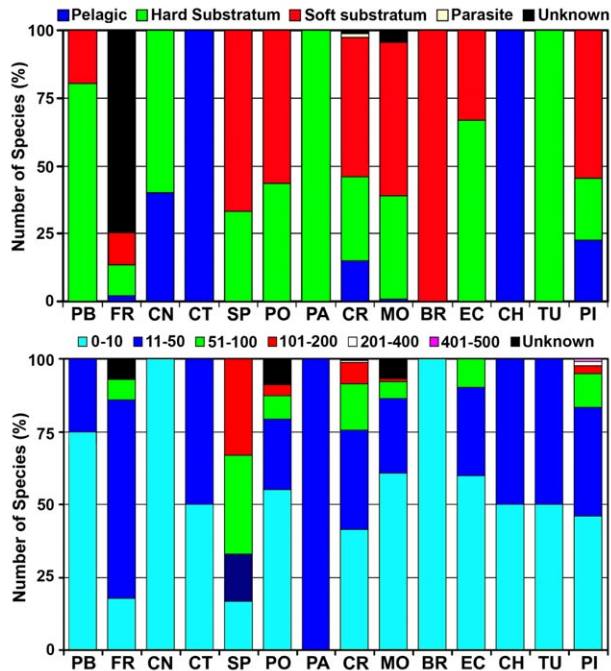 Pelagic Hard Substratum Soft substratum Parasite Unknown
Number of Species (%)
100
75
50
25
0
PB FR CN CT SP PO PA CR MO BR EC CH TU PI
0-10 11-50 51-100 101-200 201-400 401-500 Unknown
Number of Species (%)
100
75
50
25
0
PB FR CN CT SP PO PA CR MO BR EC CH TU PI